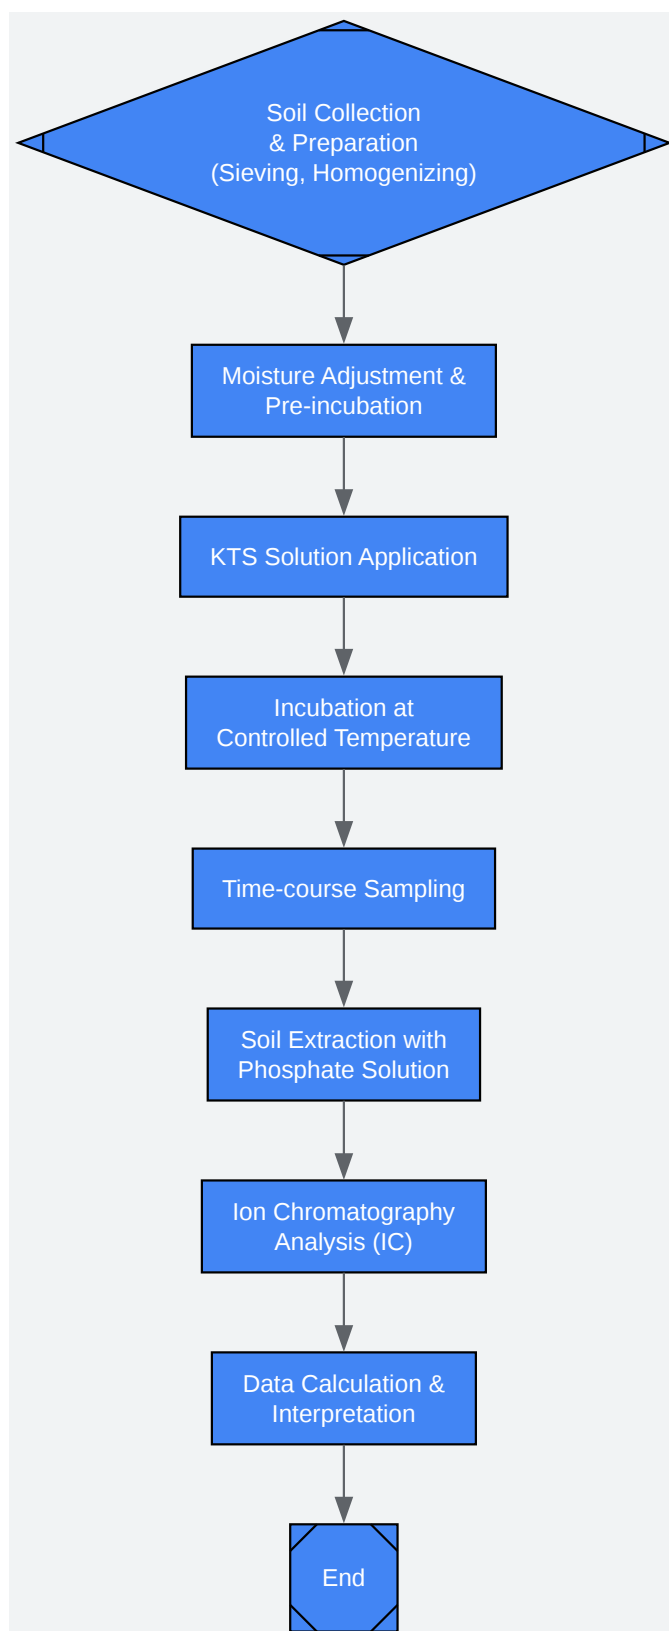 Soil Collection
& Preparation
(Sieving, Homogenizing)
Moisture Adjustment &
Pre-incubation
KTS Solution Application
Incubation at
Controlled Temperature
Time-course Sampling
Soil Extraction with
Phosphate Solution
Ion Chromatography
Analysis (IC)
Data Calculation &
Interpretation
End